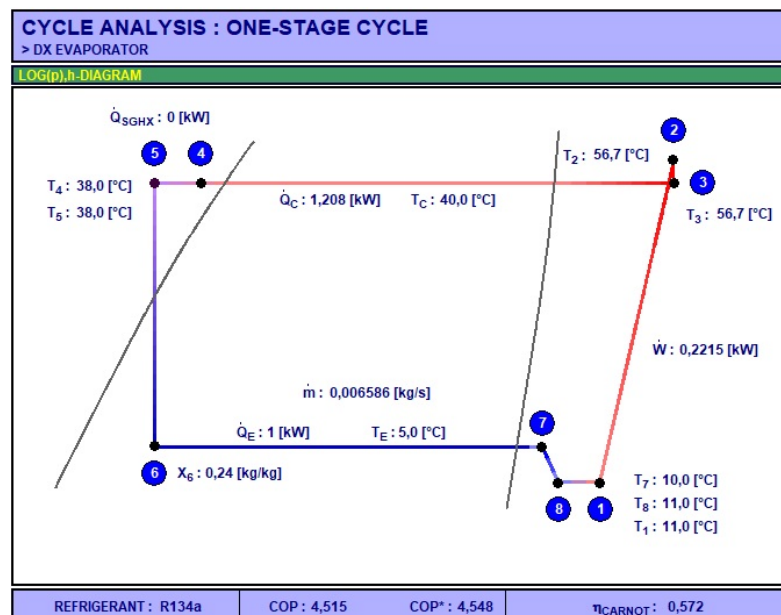 CYCLE ANALYSIS : ONE-STAGE CYCLE
> DX EVAPORATOR
LOG(p),h-DIAGRAM
Q̇SGHX : 0 [kW]
2
5 4
T2 : 56,7 [°C]
3
T4 : 38,0 [°C]
T5 : 38,0 [°C]
Q̇C : 1,208 [kW] TC : 40,0 [°C]
T3 : 56,7 [°C]
Ẇ : 0,2215 [kW]
ṁ : 0,006586 [kg/s]
7
Q̇E : 1 [kW] TE : 5,0 [°C]
6
X6 : 0,24 [kg/kg]
8 1
T7 : 10,0 [°C]
T8 : 11,0 [°C]
T1 : 11,0 [°C]
REFRIGERANT : R134a COP : 4,515 COP* : 4,548 ηCARNOT : 0,572